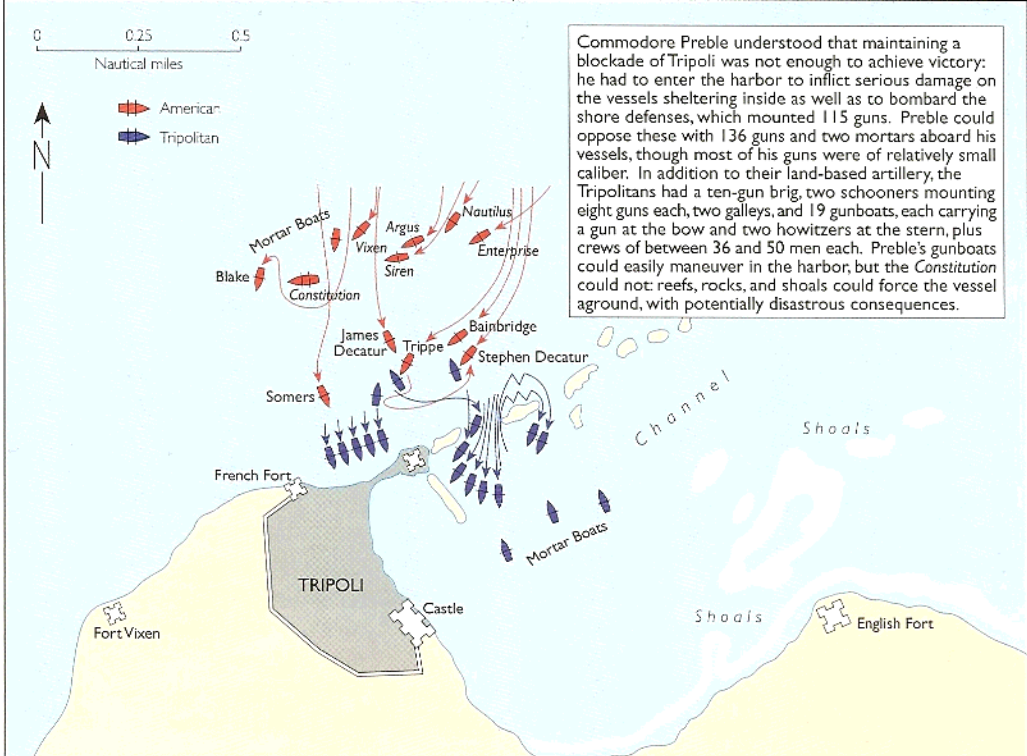 0 0.25 0.5
Nautical miles
American
Tripolitan
N
Commodore Preble understood that maintaining a
blockade of Tripoli was not enough to achieve victory:
he had to enter the harbor to inflict serious damage on
the vessels sheltering inside as well as to bombard the
shore defenses, which mounted 115 guns. Preble could
oppose these with 136 guns and two mortars aboard his
vessels, though most of his guns were of relatively small
caliber. In addition to their land-based artillery, the
Tripolitans had a ten-gun brig, two schooners mounting
eight guns each, two galleys, and 19 gunboats, each carrying
a gun at the bow and two howitzers at the stern, plus
crews of between 36 and 50 men each. Preble's gunboats
could easily maneuver in the harbor, but the Constitution
could not: reefs, rocks, and shoals could force the vessel
aground, with potentially disastrous consequences.
Mortar Boats
Vixen
Argus
Nautilus
Siren
Enterprise
Blake
Constitution
James
Decatur
Trippe
Bainbridge
Stephen Decatur
Somers
Channel
Shoals
French Fort
Mortar Boats
TRIPOLI
Castle
Fort Vixen
Shoals
English Fort